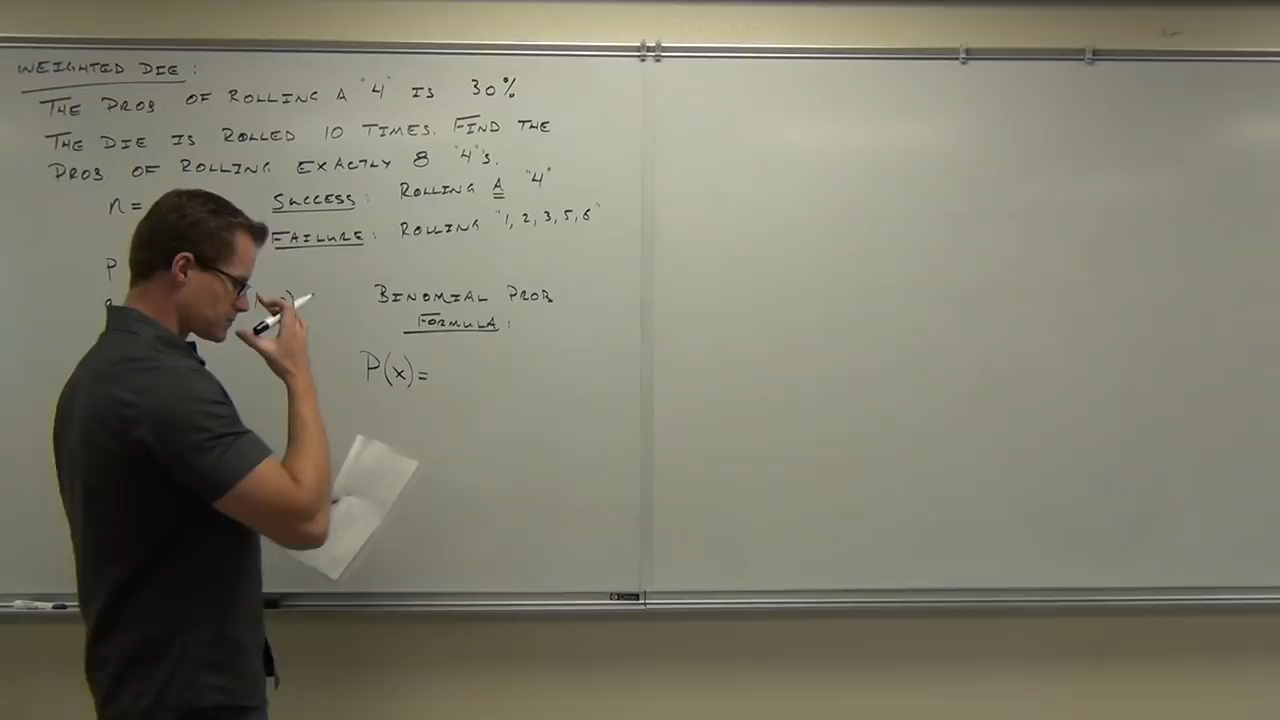 WEIGHTED DIE:
THE PROB. OF ROLLING A "4" IS 30%
THE DIE IS ROLLED 10 TIMES. FIND THE
PROB. OF ROLLING EXACTLY 8 "4"s.
n= SUCCESS: ROLLING A "4"
FAILURE: ROLLING "1, 2, 3, 5, 6"
P
BINOMIAL PROB
FORMULA:
P(x)=